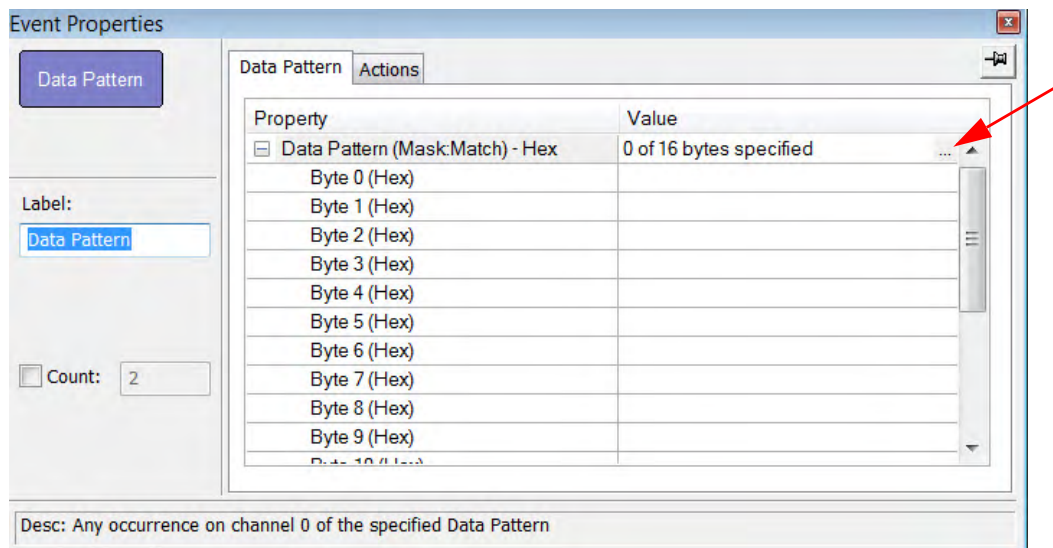 Event Properties
Data Pattern
Data Pattern Actions
Property Value
Data Pattern (Mask:Match) - Hex 0 of 16 bytes specified ...
Byte 0 (Hex)
Byte 1 (Hex)
Label:
Byte 2 (Hex)
Data Pattern
Byte 3 (Hex)
Byte 4 (Hex)
Byte 5 (Hex)
Byte 6 (Hex)
Count: 2
Byte 7 (Hex)
Byte 8 (Hex)
Byte 9 (Hex)
Byte 10 (Hex)
Desc: Any occurrence on channel 0 of the specified Data Pattern